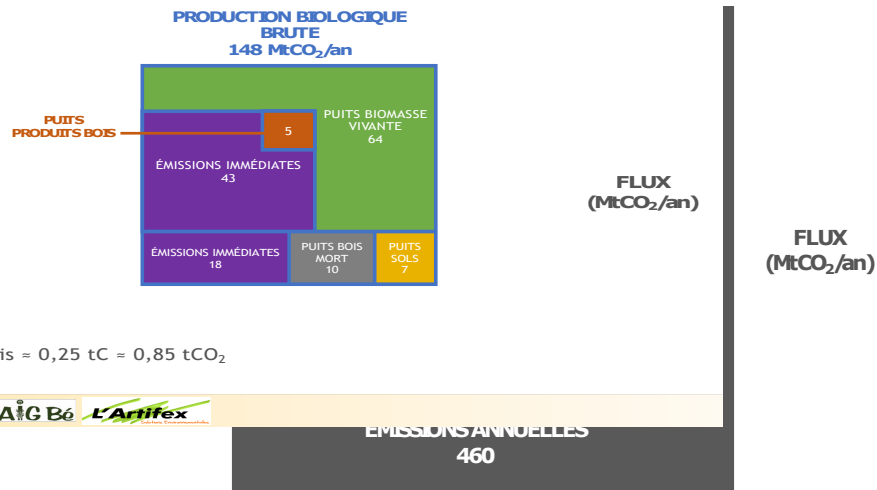 PRODUCTION BIOLOGIQUE
BRUTE
148 MtCO₂/an
PUITS
PRODUITS BOIS
5
PUITS BIOMASSE
VIVANTE
64
ÉMISSIONS IMMÉDIATES
43
ÉMISSIONS IMMÉDIATES
18
PUITS BOIS
MORT
10
PUITS
SOLS
7
FLUX
(MtCO₂/an)
FLUX
(MtCO₂/an)
is ≈ 0,25 tC ≈ 0,85 tCO₂
L'Artifex
ÉMISSIONS ANNUELLES
460